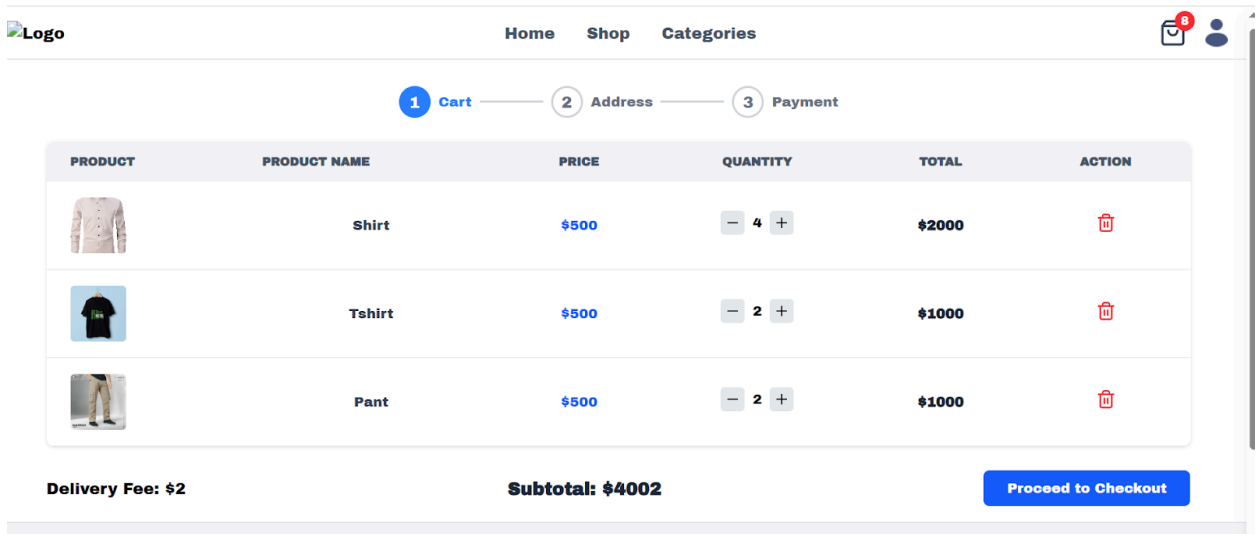 Logo Home Shop Categories 8
1 Cart 2 Address 3 Payment
PRODUCT PRODUCT NAME PRICE QUANTITY TOTAL ACTION
Shirt $500 − 4 + $2000
Tshirt $500 − 2 + $1000
Pant $500 − 2 + $1000
Delivery Fee: $2 Subtotal: $4002 Proceed to Checkout